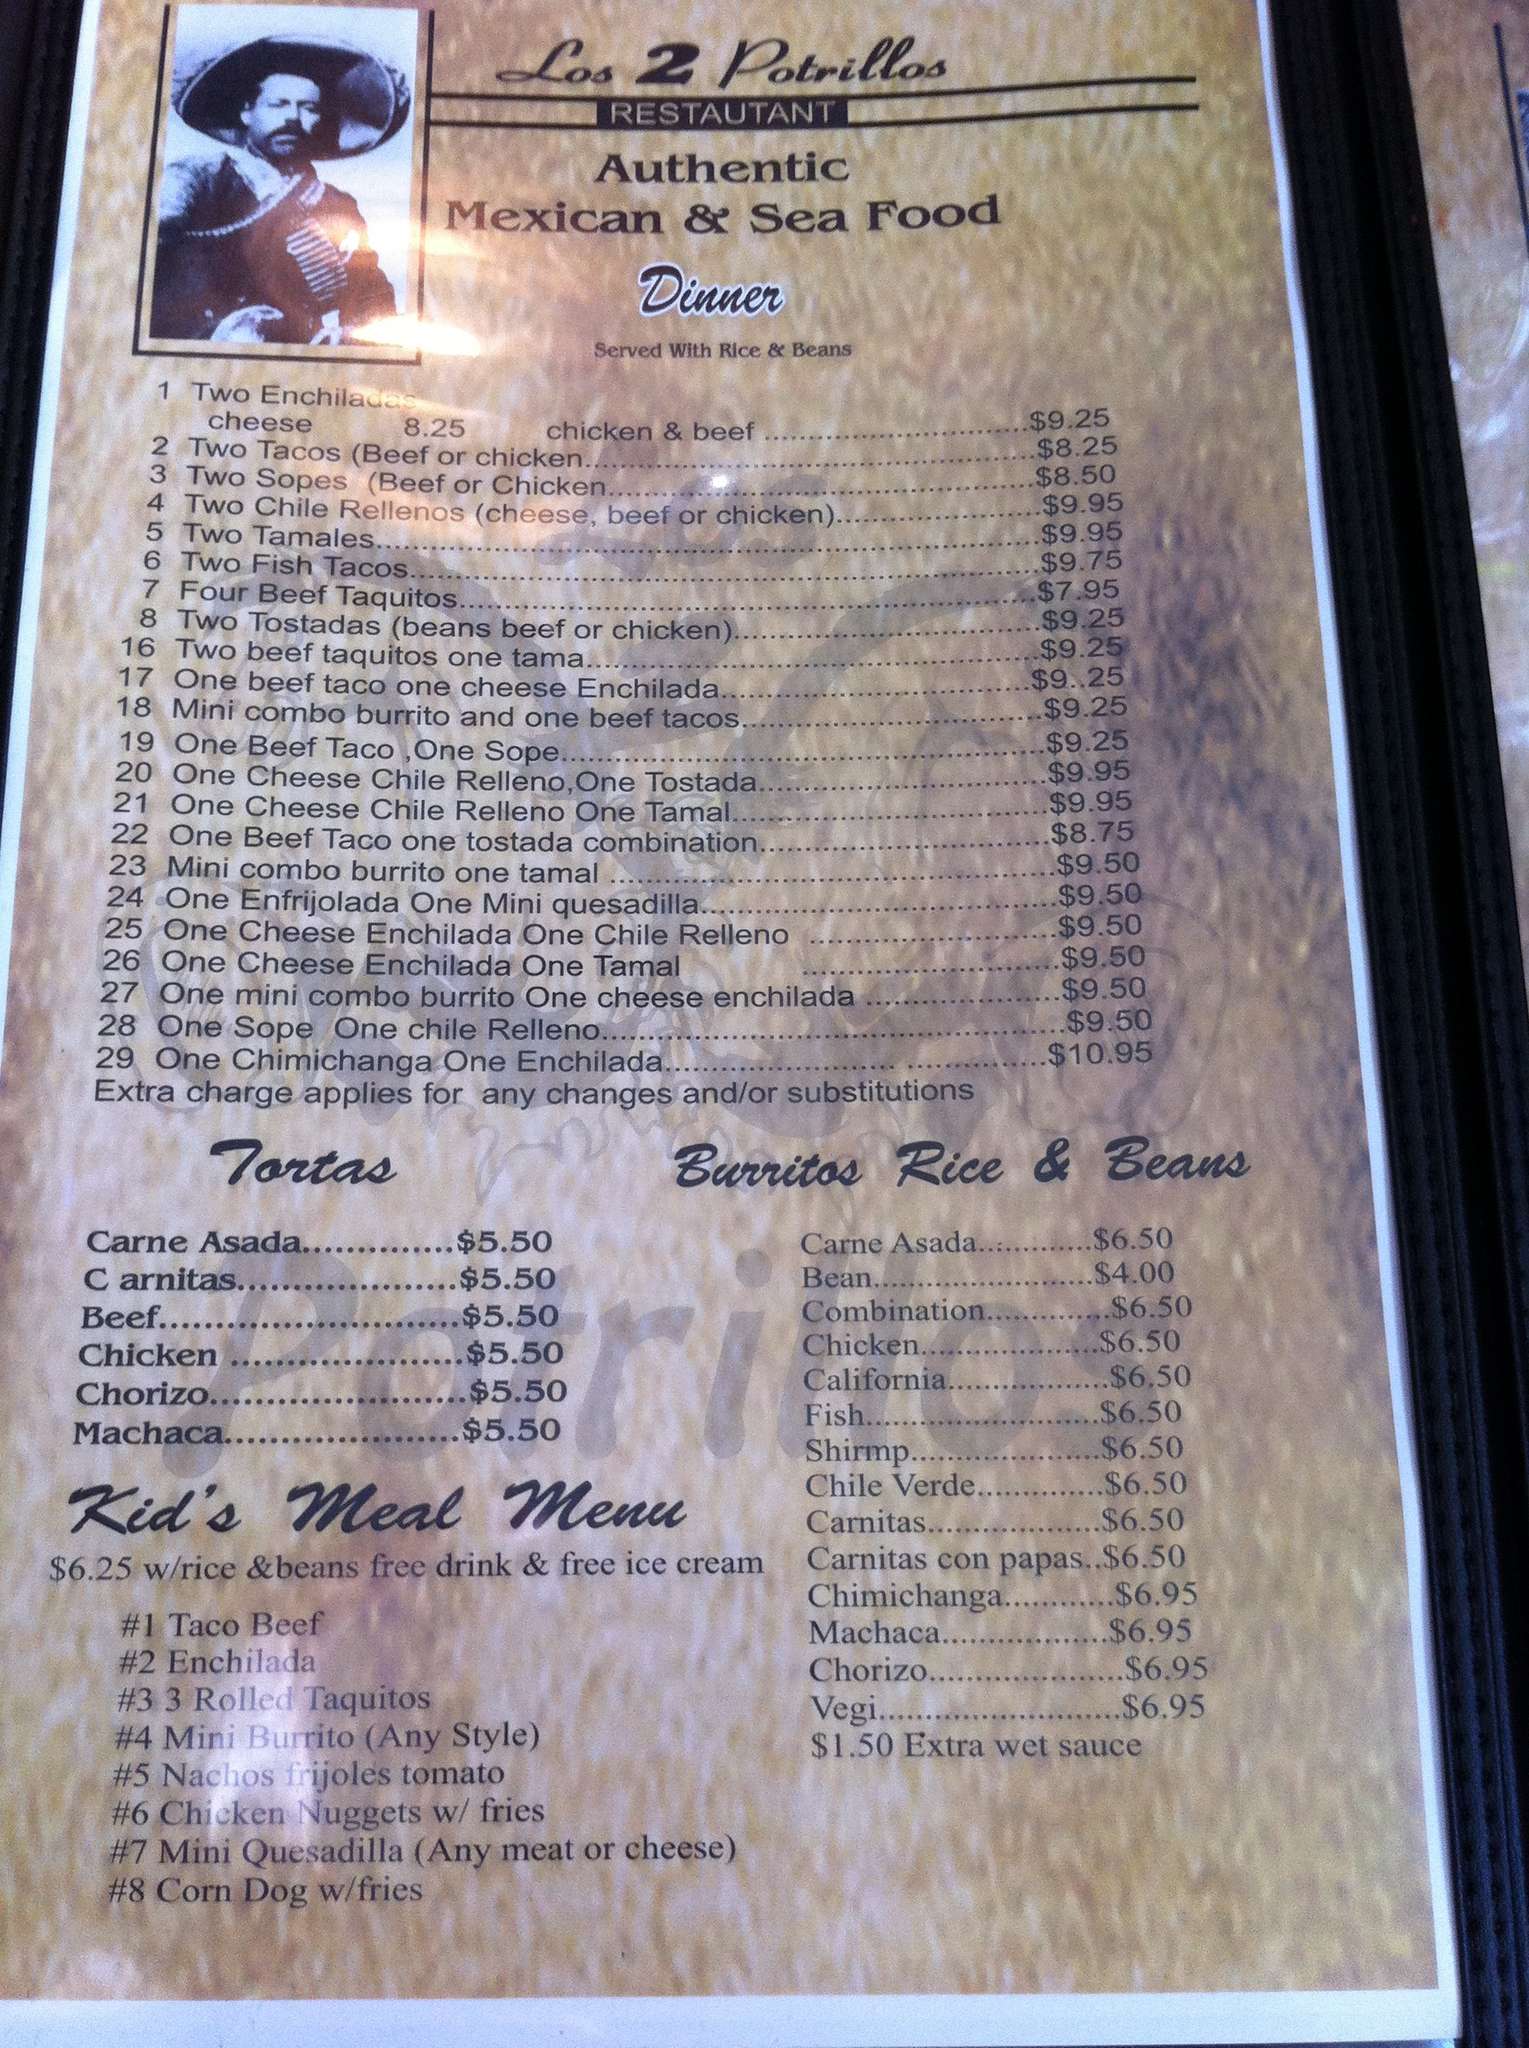 Los 2 Potrillos
RESTAUTANT
Authentic
Mexican & Sea Food
Dinner
Served With Rice & Beans
1 Two Enchiladas
cheese 8.25 chicken & beef ..............................$9.25
2 Two Tacos (Beef or chicken..................................................$8.25
3 Two Sopes (Beef or Chicken................................................$8.50
4 Two Chile Rellenos (cheese, beef or chicken).......................$9.95
5 Two Tamales...........................................................................$9.95
6 Two Fish Tacos.......................................................................$9.75
7 Four Beef Taquitos.................................................................$7.95
8 Two Tostadas (beans beef or chicken)...................................$9.25
16 Two beef taquitos one tama...................................................$9.25
17 One beef taco one cheese Enchilada...................................$9..25
18 Mini combo burrito and one beef tacos..................................$9.25
19 One Beef Taco ,One Sope......................................................$9.25
20 One Cheese Chile Relleno,One Tostada................................$9.95
21 One Cheese Chile Relleno One Tamal...................................$9.95
22 One Beef Taco one tostada combination................................$8.75
23 Mini combo burrito one tamal ..................................................$9.50
24 One Enfrijolada One Mini quesadilla.......................................$9.50
25 One Cheese Enchilada One Chile Relleno ............................$9.50
26 One Cheese Enchilada One Tamal ............................$9.50
27 One mini combo burrito One cheese enchilada .....................$9.50
28 One Sope One chile Relleno...................................................$9.50
29 One Chimichanga One Enchilada......................... ...............$10.95
Extra charge applies for any changes and/or substitutions
Tortas
Carne Asada..............$5.50
C arnitas....................$5.50
Beef...........................$5.50
Chicken .....................$5.50
Chorizo.......................$5.50
Machaca.....................$5.50
Kid's Meal Menu
$6.25 w/rice &beans free drink & free ice cream
#1 Taco Beef
#2 Enchilada
#3 3 Rolled Taquitos
#4 Mini Burrito (Any Style)
#5 Nachos frijoles tomato
#6 Chicken Nuggets w/ fries
#7 Mini Quesadilla (Any meat or cheese)
#8 Corn Dog w/fries
Burritos Rice & Beans
Carne Asada.............$6.50
Bean.........................$4.00
Combination..............$6.50
Chicken....................$6.50
California..................$6.50
Fish..........................$6.50
Shirmp.....................$6.50
Chile Verde..............$6.50
Carnitas...................$6.50
Carnitas con papas..$6.50
Chimichanga............$6.95
Machaca..................$6.95
Chorizo.....................$6.95
Vegi..........................$6.95
$1.50 Extra wet sauce
Los
2
Potrillos